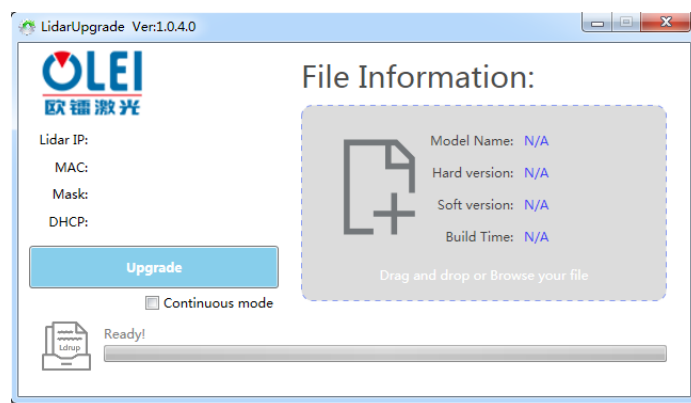 LidarUpgrade Ver:1.0.4.0
OLEI
欧镭激光
File Information:
Lidar IP:
MAC:
Mask:
DHCP:
Model Name: N/A
Hard version: N/A
Soft version: N/A
Build Time: N/A
Drag and drop or Browse your file
Upgrade
Continuous mode
Ldrup
Ready!